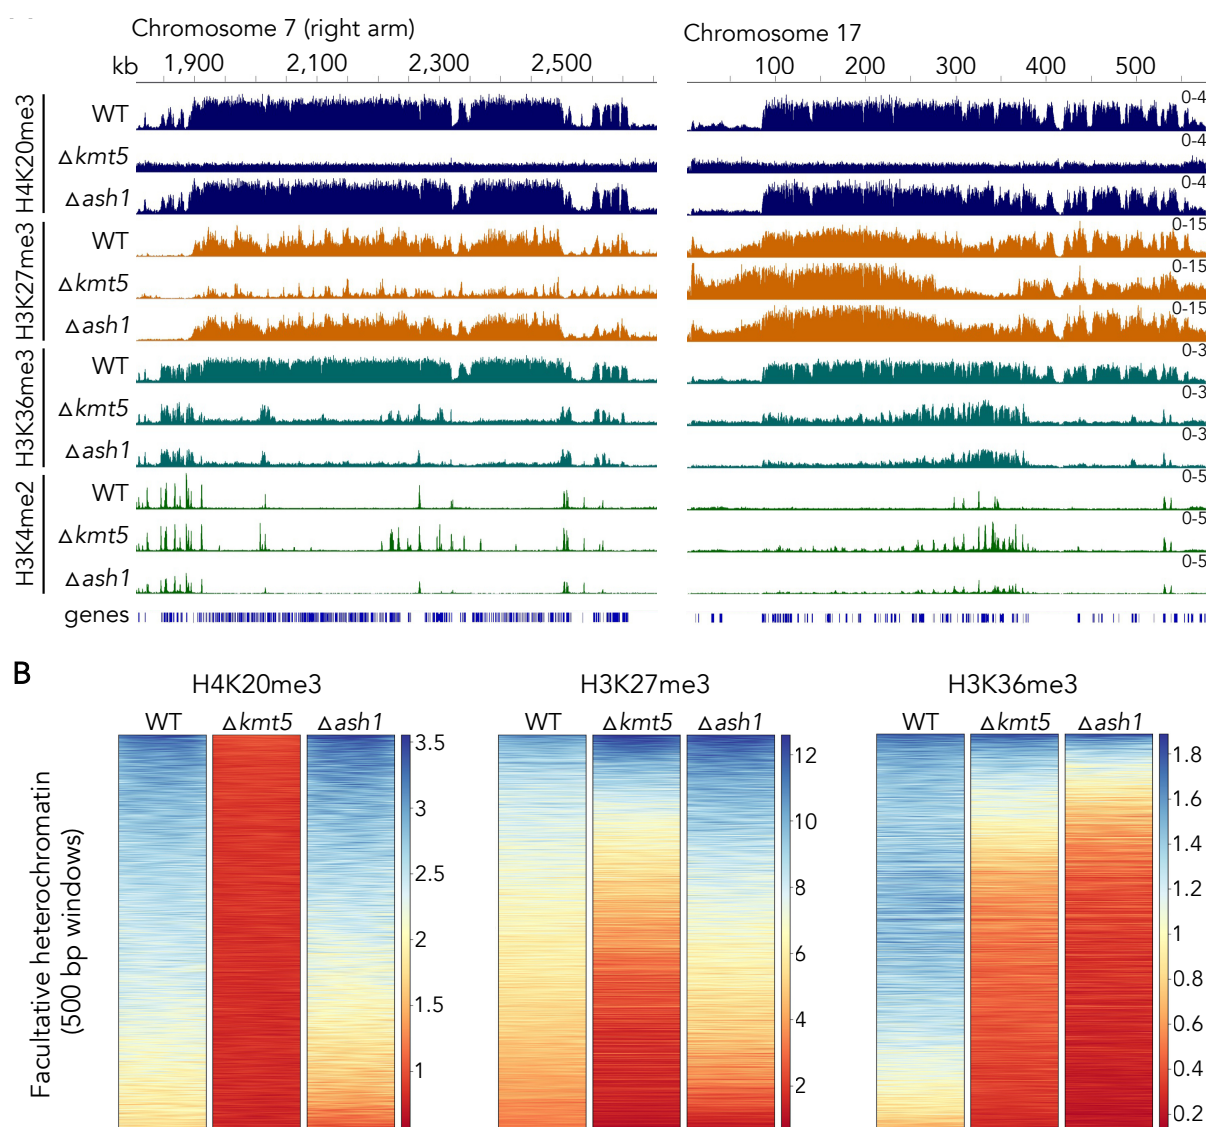 Chromosome 7 (right arm)
Chromosome 17
kb 1,900 2,100 2,300 2,500
100 200 300 400 500
H4K20me3
WT 0-4
Δkmt5 0-4
Δash1 0-4
H3K27me3
WT 0-15
Δkmt5 0-15
Δash1 0-15
H3K36me3
WT 0-3
Δkmt5 0-3
Δash1 0-3
H3K4me2
WT 0-5
Δkmt5 0-5
Δash1 0-5
genes
B
H4K20me3 H3K27me3 H3K36me3
WT Δkmt5 Δash1 WT Δkmt5 Δash1 WT Δkmt5 Δash1
Facultative heterochromatin
(500 bp windows)
3.5
3
2.5
2
1.5
1
12
10
8
6
4
2
1.8
1.6
1.4
1.2
1
0.8
0.6
0.4
0.2